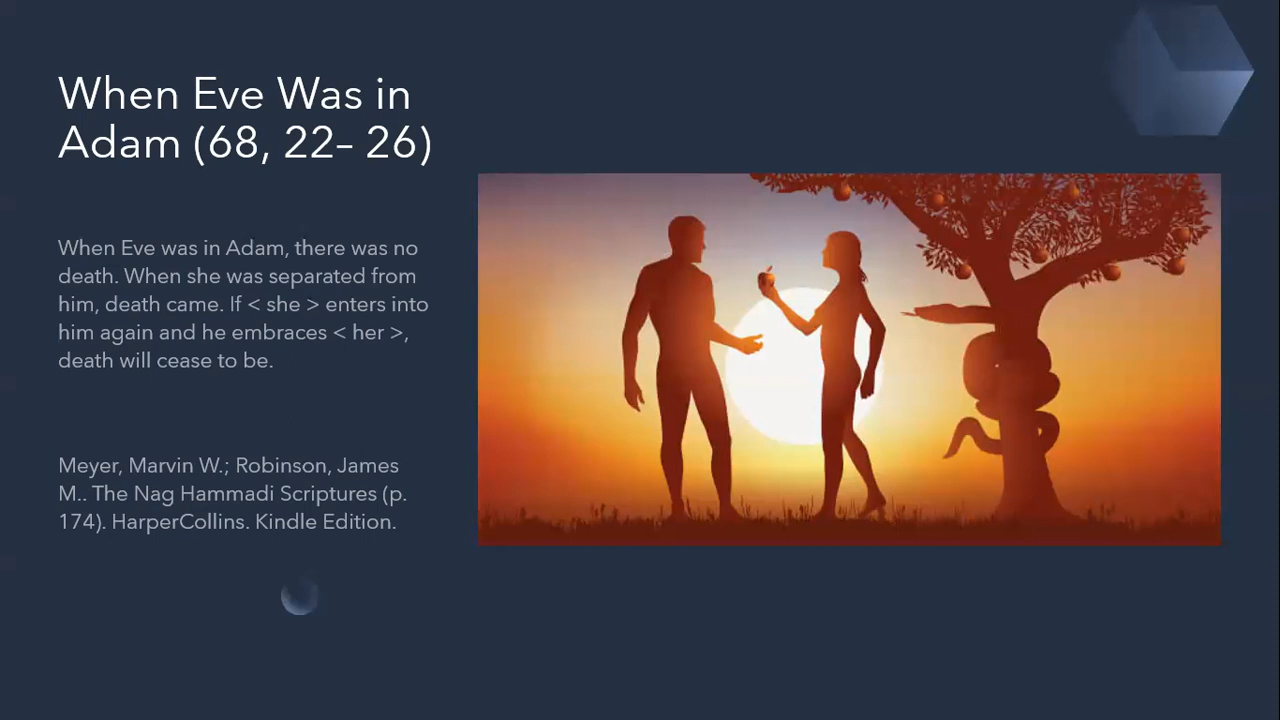 When Eve Was in
Adam (68, 22– 26)
When Eve was in Adam, there was no
death. When she was separated from
him, death came. If < she > enters into
him again and he embraces < her >,
death will cease to be.
Meyer, Marvin W.; Robinson, James
M.. The Nag Hammadi Scriptures (p.
174). HarperCollins. Kindle Edition.